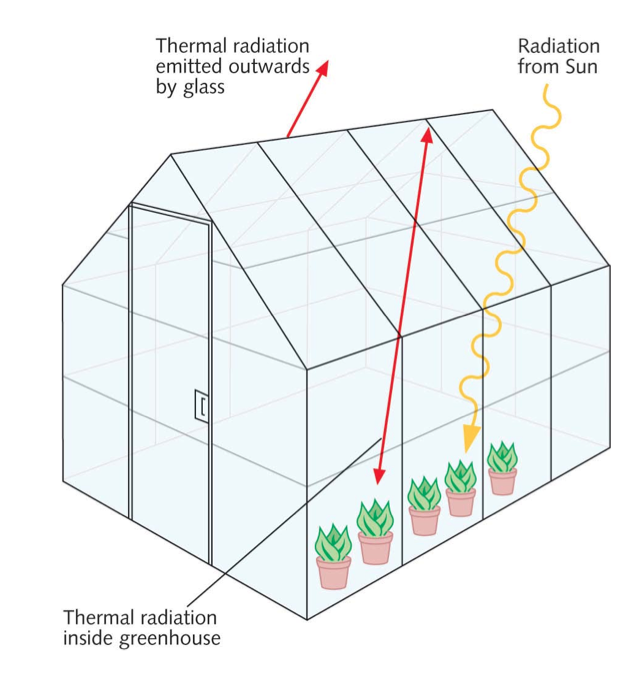 Thermal radiation
emitted outwards
by glass
Radiation
from Sun
Thermal radiation
inside greenhouse